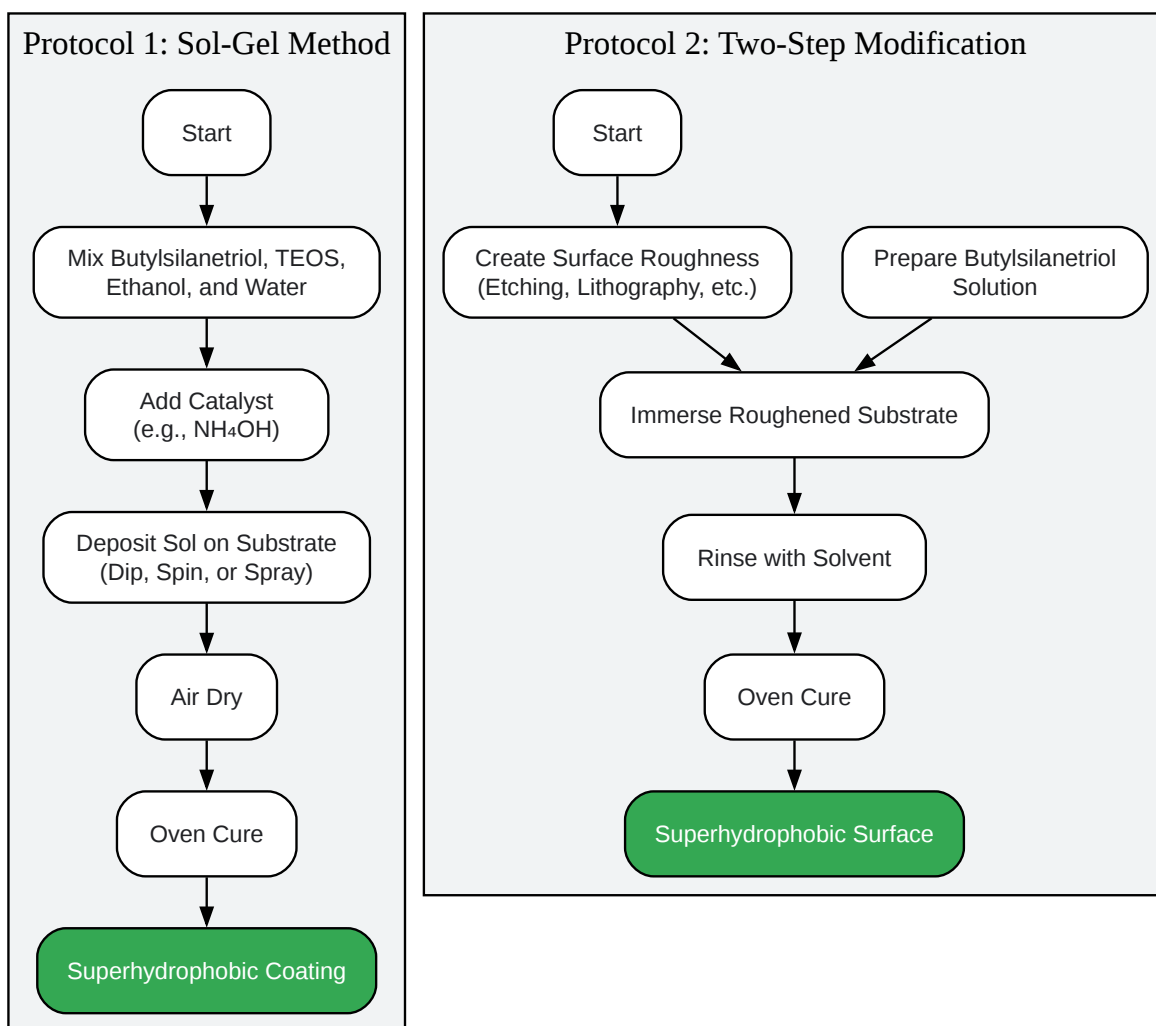 Protocol 1: Sol-Gel Method
Start
Mix Butylsilanetriol, TEOS,
Ethanol, and Water
Add Catalyst
(e.g., NH₄OH)
Deposit Sol on Substrate
(Dip, Spin, or Spray)
Air Dry
Oven Cure
Superhydrophobic Coating
Protocol 2: Two-Step Modification
Start
Create Surface Roughness
(Etching, Lithography, etc.)
Prepare Butylsilanetriol
Solution
Immerse Roughened Substrate
Rinse with Solvent
Oven Cure
Superhydrophobic Surface